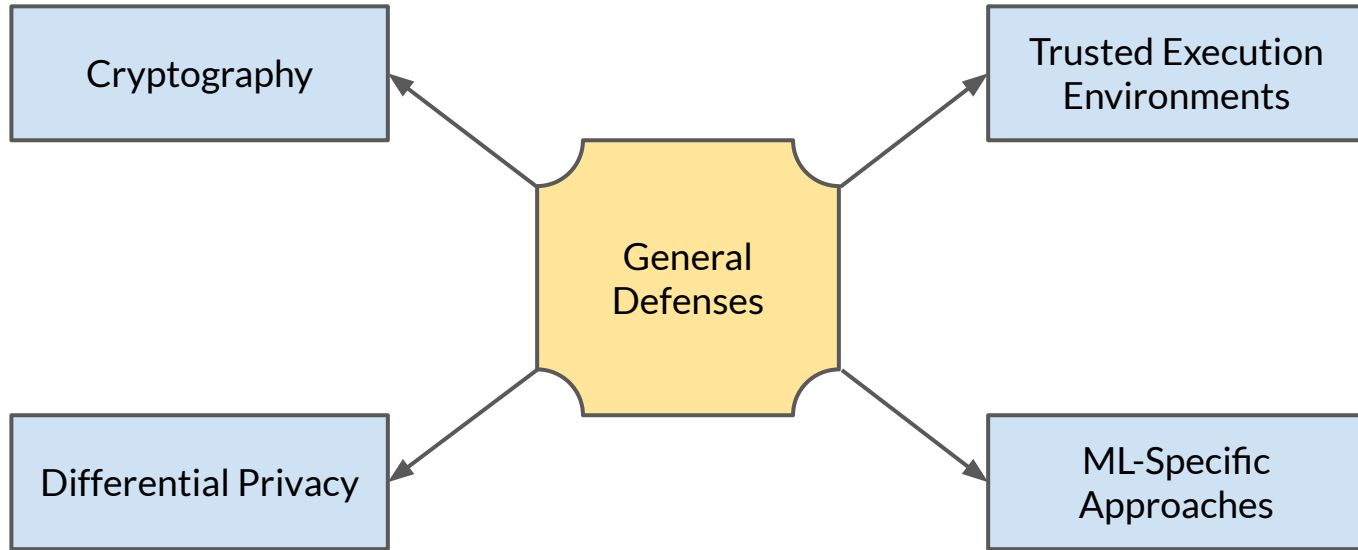 Cryptography
Trusted Execution
Environments
General
Defenses
Differential Privacy
ML-Specific
Approaches